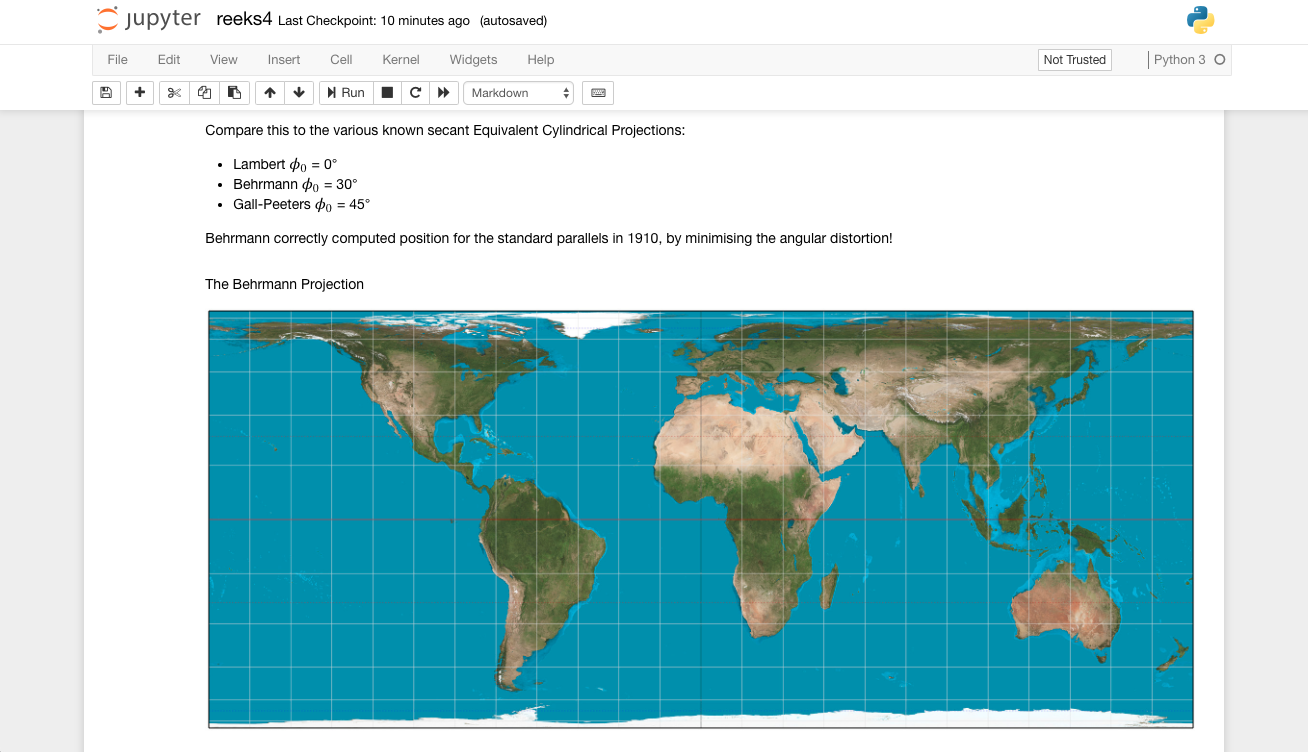 jupyter reeks4 Last Checkpoint: 10 minutes ago (autosaved)
File Edit View Insert Cell Kernel Widgets Help Not Trusted Python 3
Run Markdown
Compare this to the various known secant Equivalent Cylindrical Projections:
• Lambert ϕ₀ = 0°
• Behrmann ϕ₀ = 30°
• Gall-Peeters ϕ₀ = 45°
Behrmann correctly computed position for the standard parallels in 1910, by minimising the angular distortion!
The Behrmann Projection